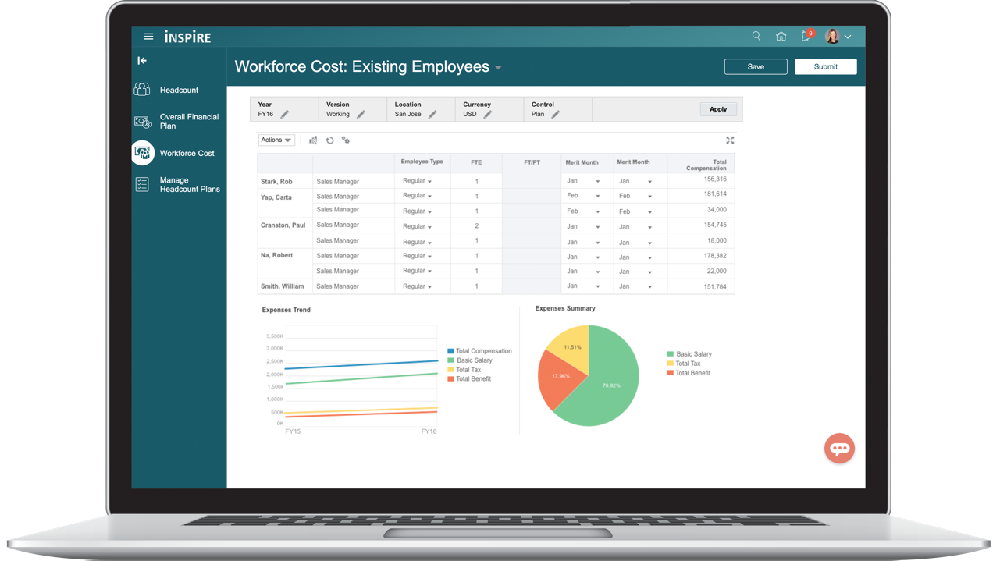 iNSPiRE
9
Headcount
Overall Financial
Plan
Workforce Cost
Manage
Headcount Plans
Workforce Cost: Existing Employees
Save
Submit
Year
FY16
Version
Working
Location
San Jose
Currency
USD
Control
Plan
Apply
Actions
Employee Type FTE FT/PT Merit Month Merit Month Total
Compensation
Stark, Rob Sales Manager Regular 1 Jan Jan 156,316
Yap, Carta Sales Manager Regular 1 Feb Feb 181,614
Sales Manager Regular 1 Feb Feb 34,000
Cranston, Paul Sales Manager Regular 2 Jan Jan 154,745
Sales Manager Regular 1 Jan Jan 18,000
Na, Robert Sales Manager Regular 1 Jan Jan 178,382
Sales Manager Regular 1 Jan Jan 22,000
Smith, William Sales Manager Regular 1 Jan Jan 151,784
Expenses Trend
3,500K
3,000K
2,500K
2,000K
1,500k
1,000K
500K
0K
FY15 FY16
Total Compensation
Basic Salary
Total Tax
Total Benefit
Expenses Summary
11.51%
17.96%
70.92%
Basic Salary
Total Tax
Total Benefit